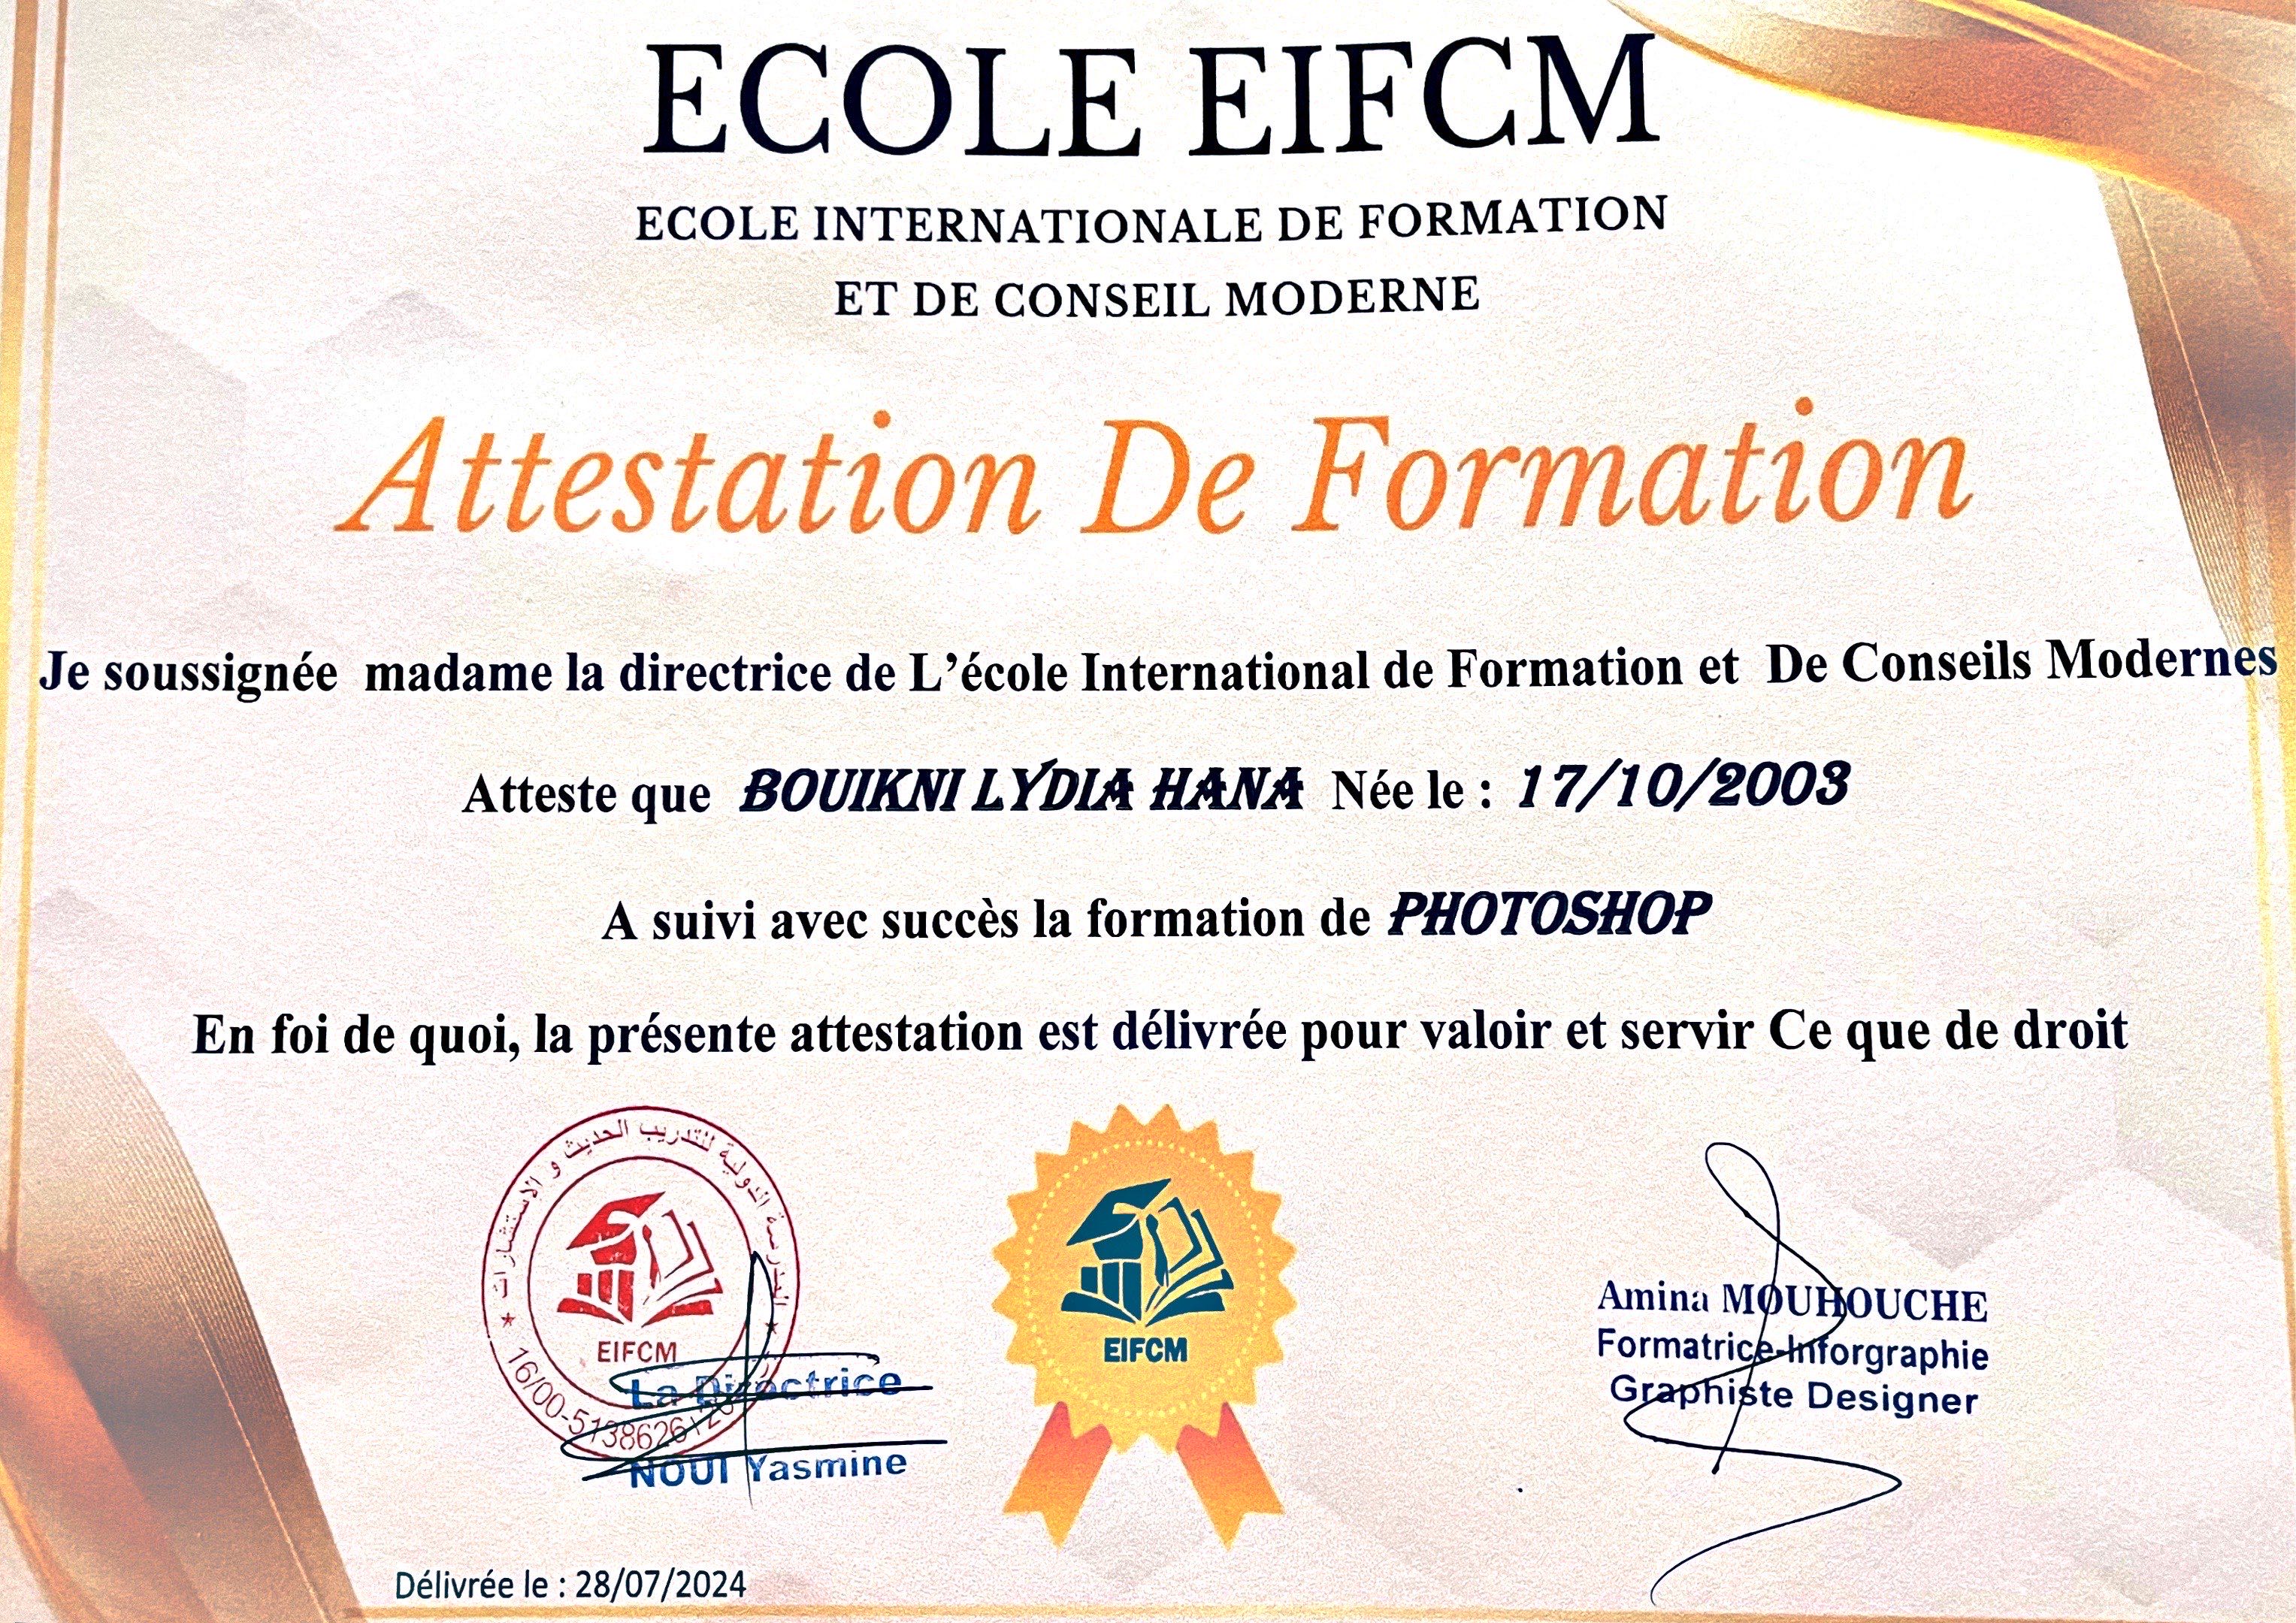 ECOLE EIFCM
ECOLE INTERNATIONALE DE FORMATION
ET DE CONSEIL MODERNE
Attestation De Formation
Je soussignée madame la directrice de L’école International de Formation et De Conseils Modernes
Atteste que BOUIKNI LYDIA HANA Née le : 17/10/2003
A suivi avec succès la formation de PHOTOSHOP
En foi de quoi, la présente attestation est délivrée pour valoir et servir Ce que de droit
المدرسة الدولية للتدريب الحديث و الاستشارات
EIFCM
La Directrice
NOUI Yasmine
EIFCM
Amina MOUHOUCHE
Formatrice-Inforgraphie
Graphiste Designer
Délivrée le : 28/07/2024